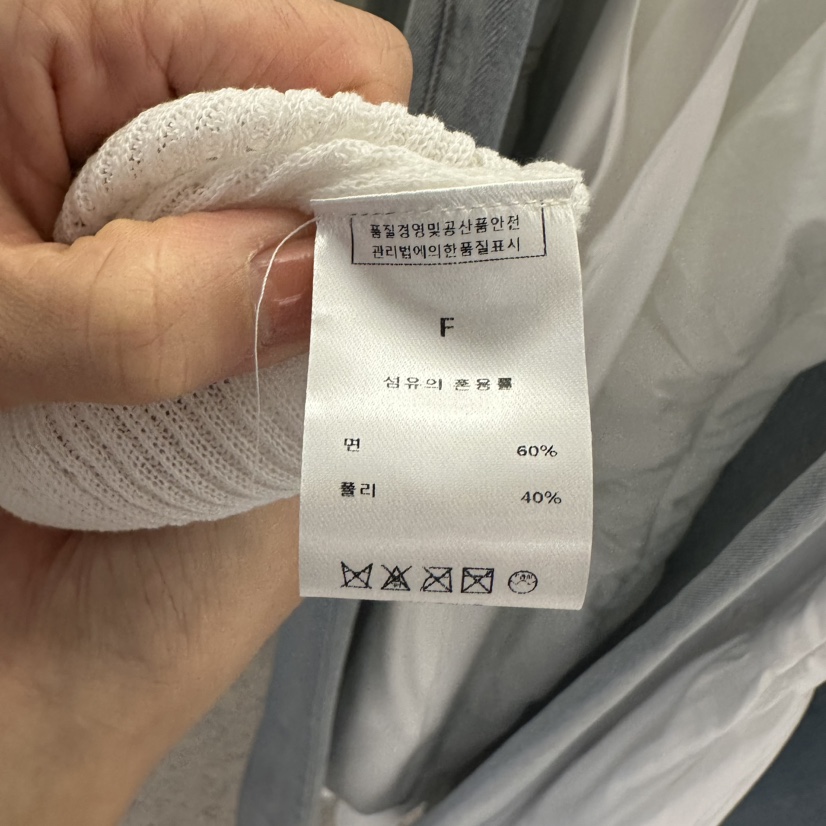 품질경영및공산품안전
관리법에의한품질표시
F
섬유의 혼용률
면 60%
폴리 40%